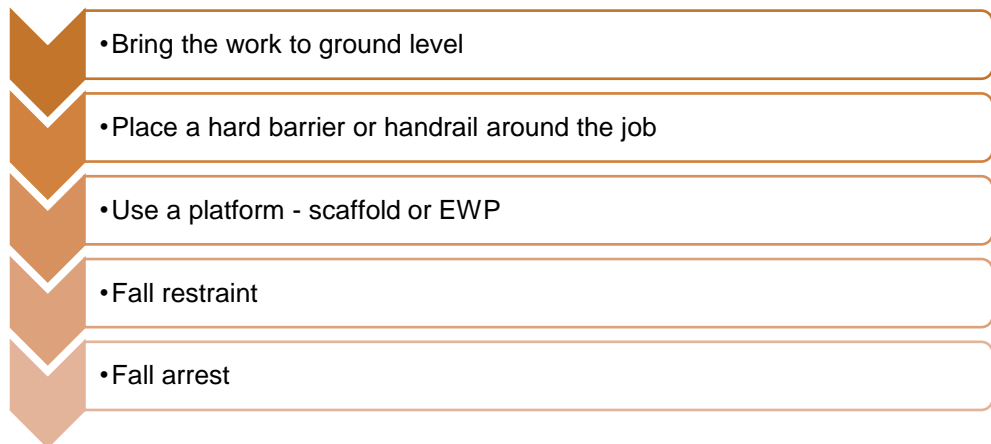 •Bring the work to ground level
•Place a hard barrier or handrail around the job
•Use a platform - scaffold or EWP
•Fall restraint
•Fall arrest